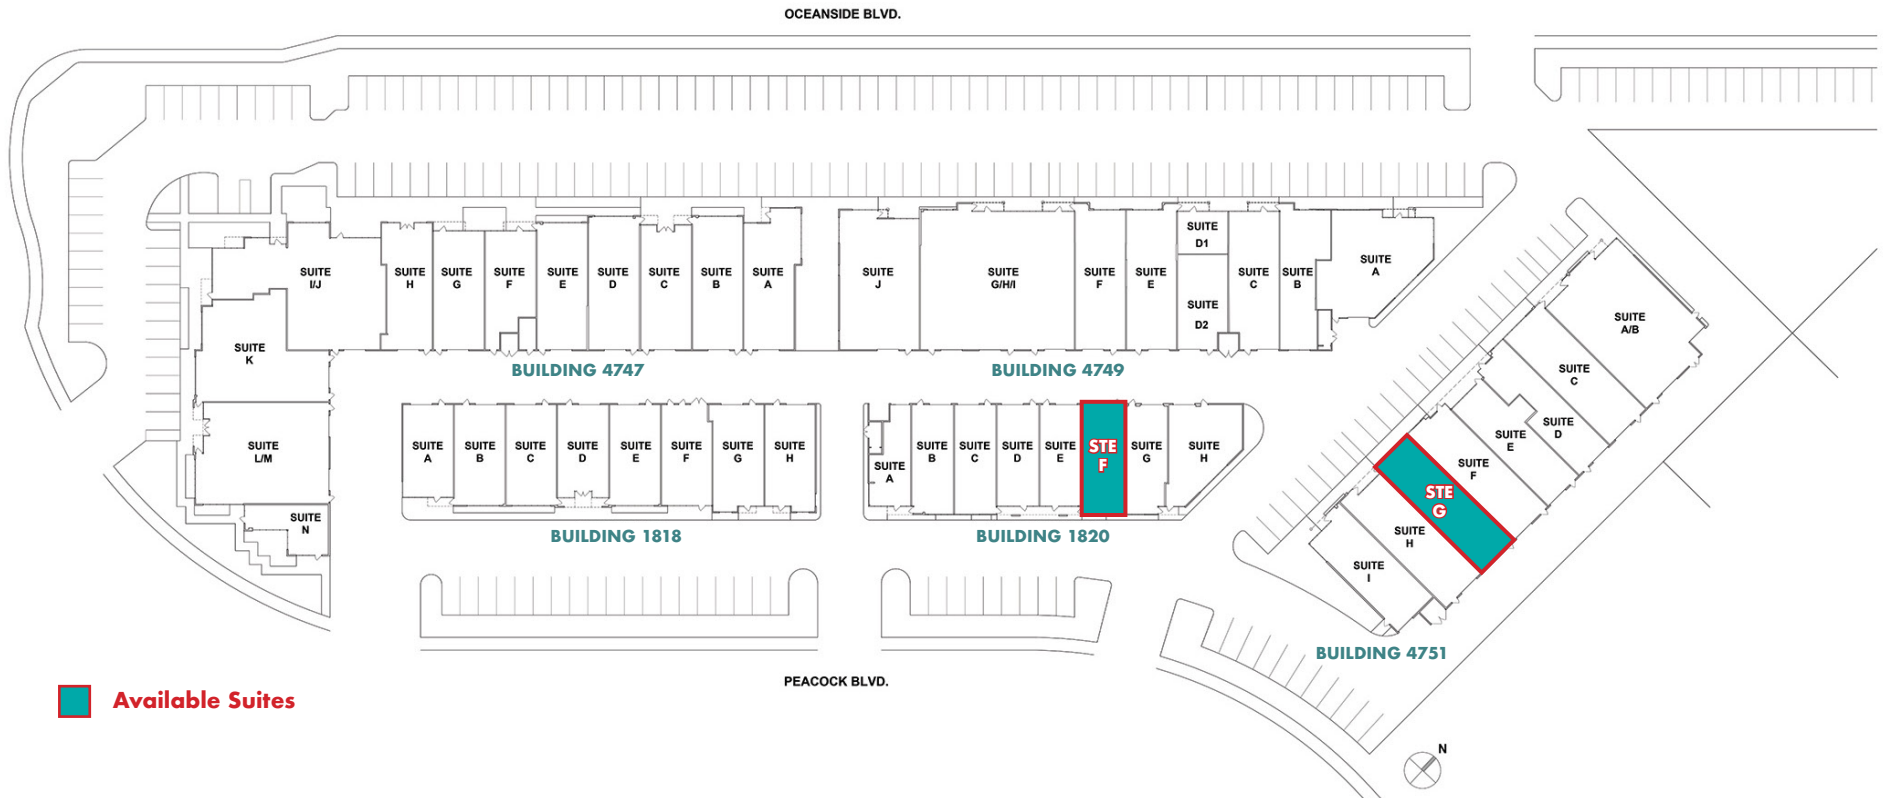 OCEANSIDE BLVD.
SUITE
I/J
SUITE
H
SUITE
G
SUITE
F
SUITE
E
SUITE
D
SUITE
C
SUITE
B
SUITE
A
SUITE
K
SUITE
L/M
SUITE
N
BUILDING 4747
SUITE
J
SUITE
G/H/I
SUITE
F
SUITE
E
SUITE
D1
SUITE
D2
SUITE
C
SUITE
B
SUITE
A
BUILDING 4749
SUITE
A
SUITE
B
SUITE
C
SUITE
D
SUITE
E
SUITE
F
SUITE
G
SUITE
H
BUILDING 1818
SUITE
A
SUITE
B
SUITE
C
SUITE
D
SUITE
E
STE
F
SUITE
G
SUITE
H
BUILDING 1820
SUITE
A/B
SUITE
C
SUITE
D
SUITE
E
SUITE
F
STE
G
SUITE
H
SUITE
I
BUILDING 4751
PEACOCK BLVD.
Available Suites
N